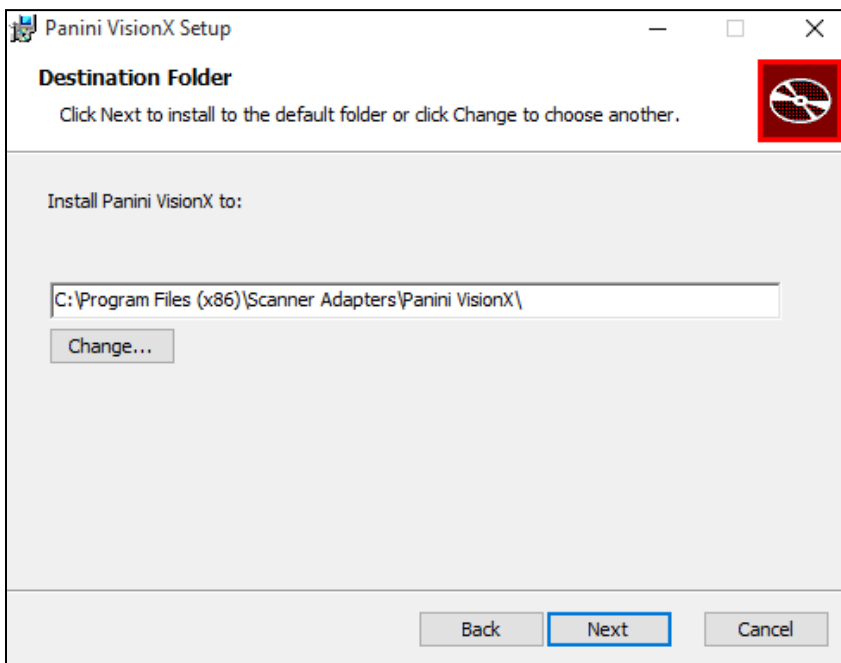 Panini VisionX Setup
Destination Folder
Click Next to install to the default folder or click Change to choose another.
Install Panini VisionX to:
C:\Program Files (x86)\Scanner Adapters\Panini VisionX\
Change...
Back Next Cancel